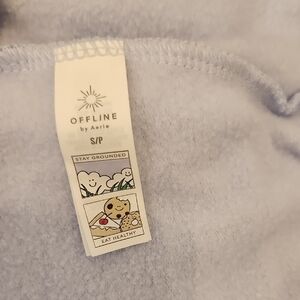 OFFLINE
by Aerie
S/P
STAY GROUNDED
EAT HEALTHY